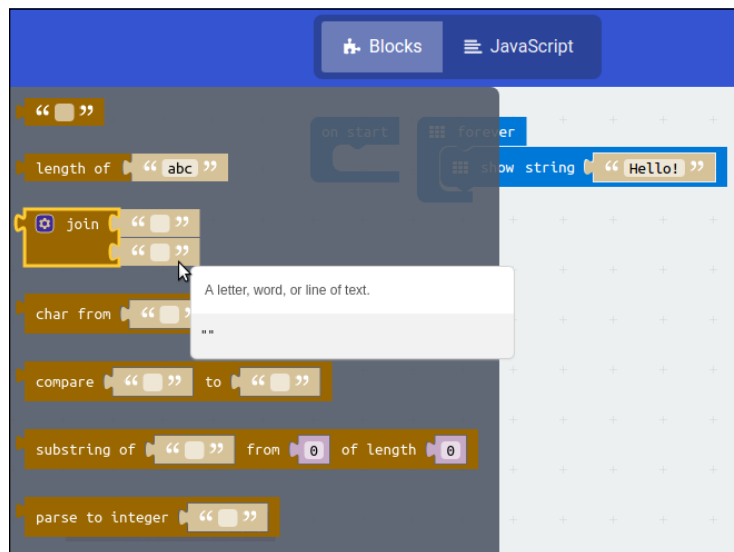 Blocks JavaScript
“ ”
on start forever
length of “ abc ”
show string “ Hello! ”
join “ ”
“ ”
A letter, word, or line of text.
""
char from “ ”
compare “ ” to “ ”
substring of “ ” from 0 of length 0
parse to integer “ ”